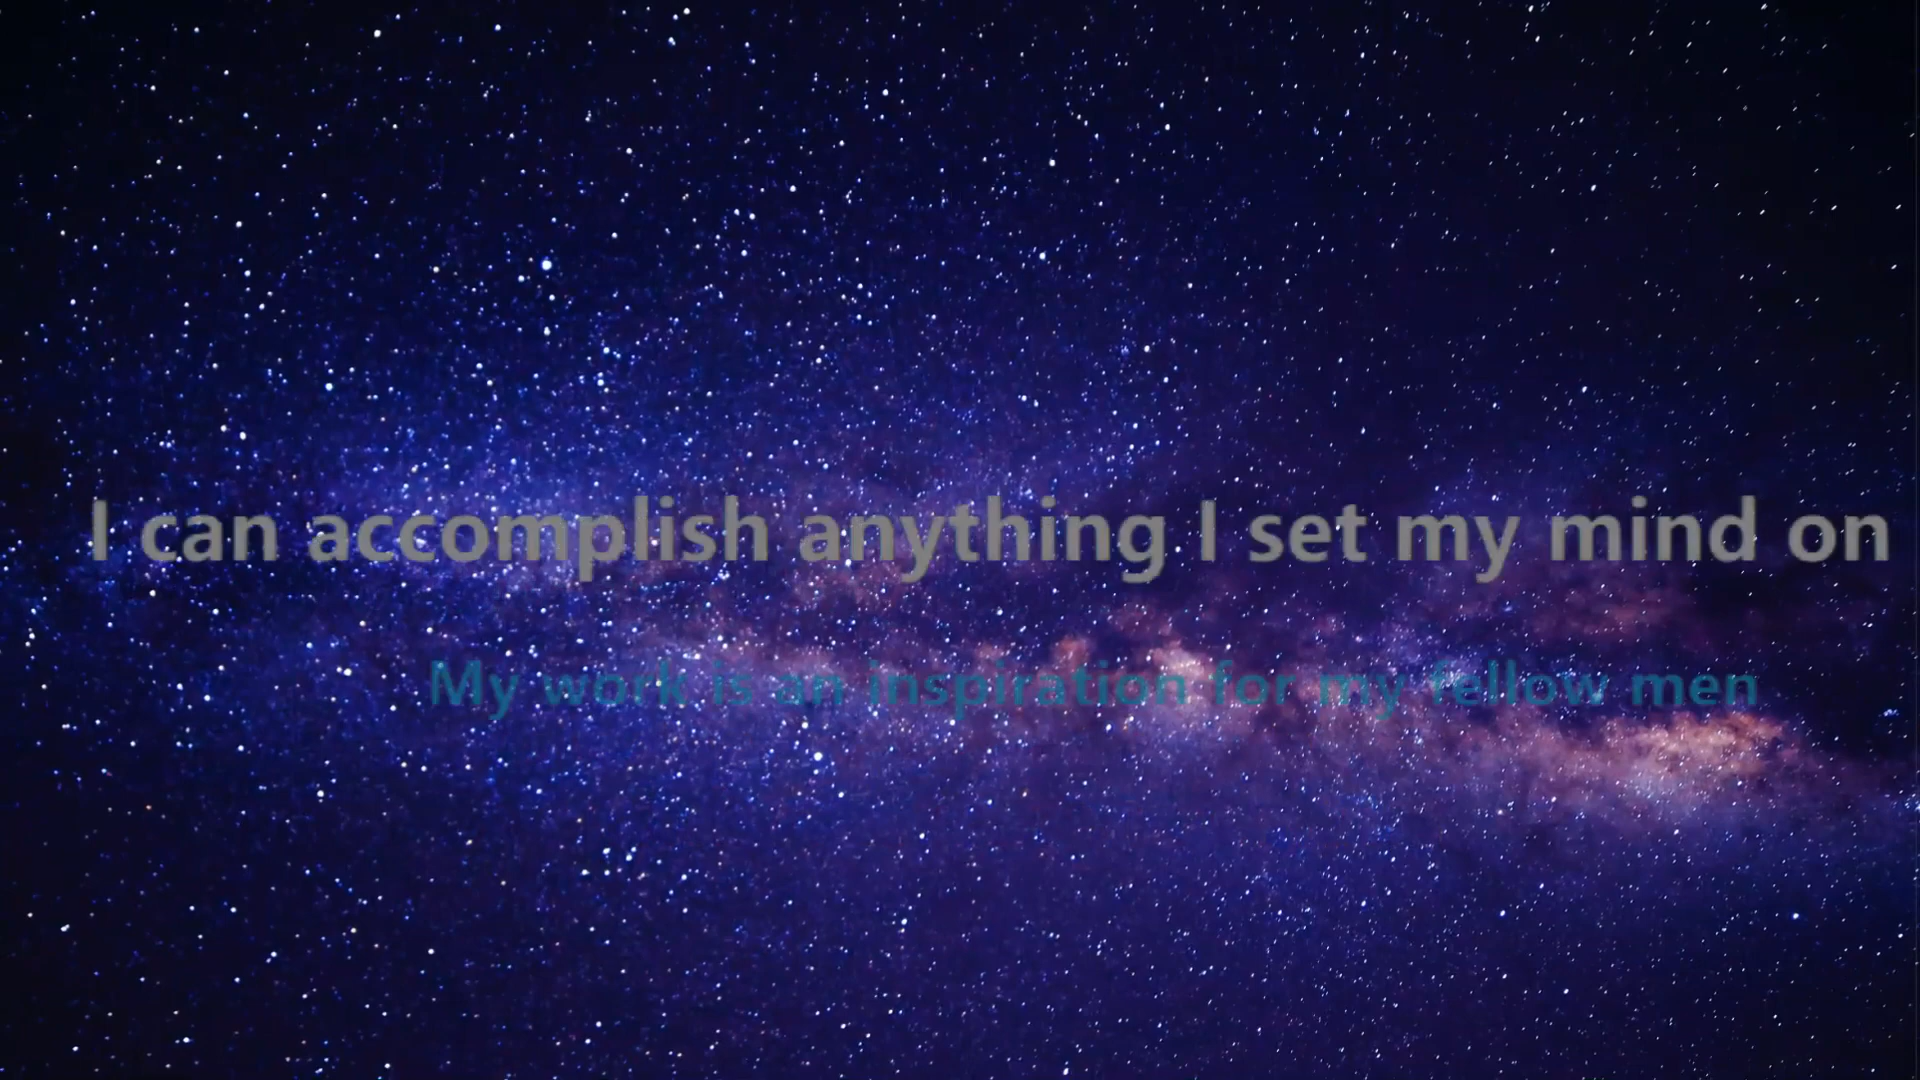 I can accomplish anything I set my mind on
My work is an inspiration for my fellow men